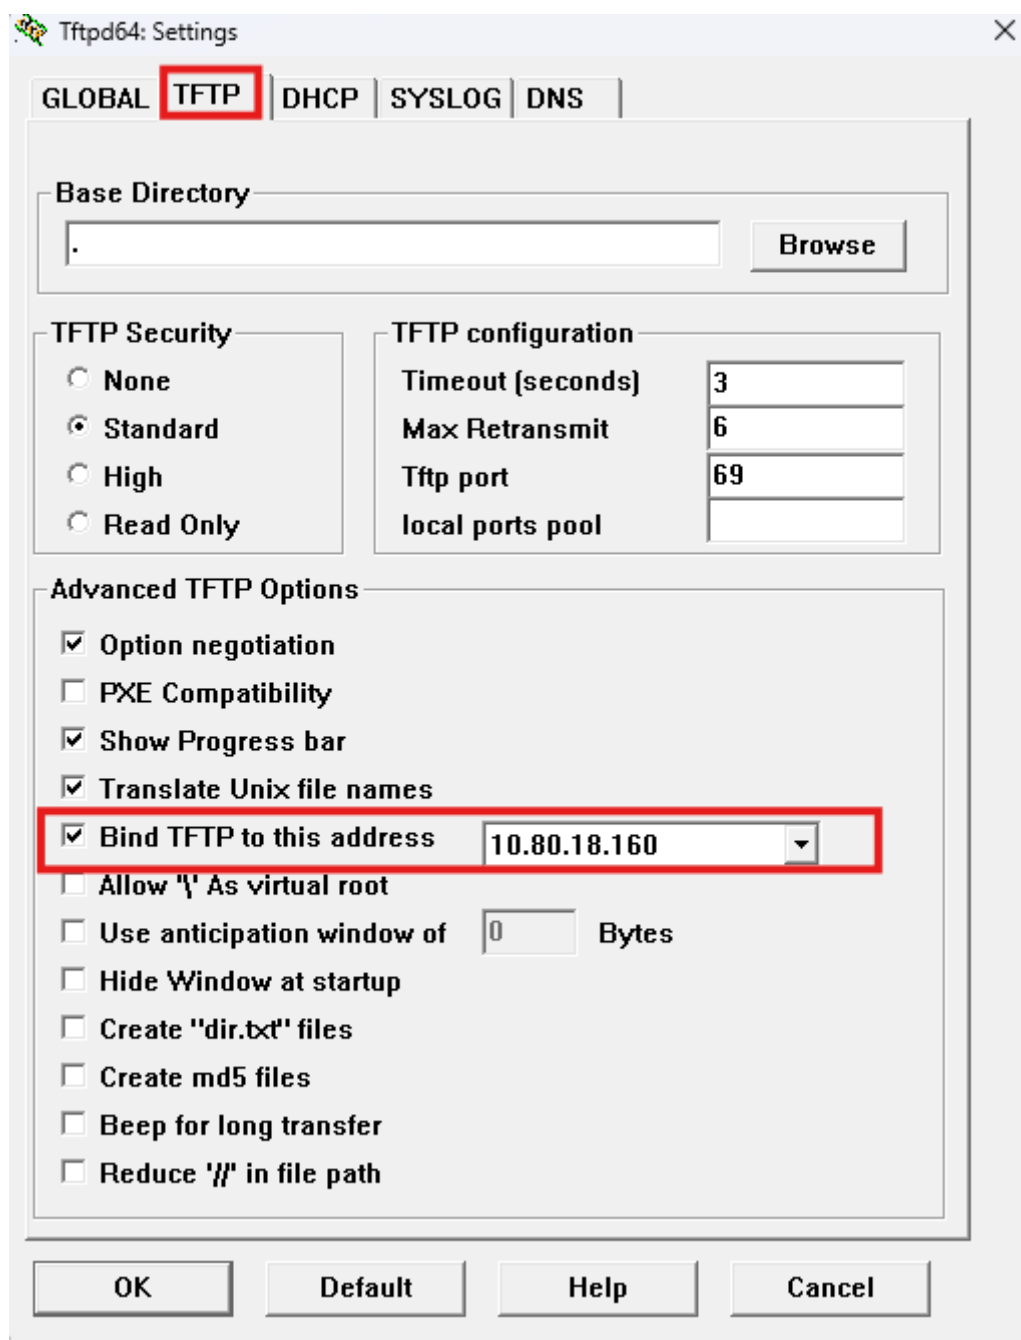 Tftpd64: Settings
GLOBAL TFTP DHCP SYSLOG DNS
Base Directory
. Browse
TFTP Security
None
Standard
High
Read Only
TFTP configuration
Timeout (seconds) 3
Max Retransmit 6
Tftp port 69
local ports pool
Advanced TFTP Options
Option negotiation
PXE Compatibility
Show Progress bar
Translate Unix file names
Bind TFTP to this address 10.80.18.160
Allow '\' As virtual root
Use anticipation window of 0 Bytes
Hide Window at startup
Create "dir.txt" files
Create md5 files
Beep for long transfer
Reduce '//' in file path
OK Default Help Cancel